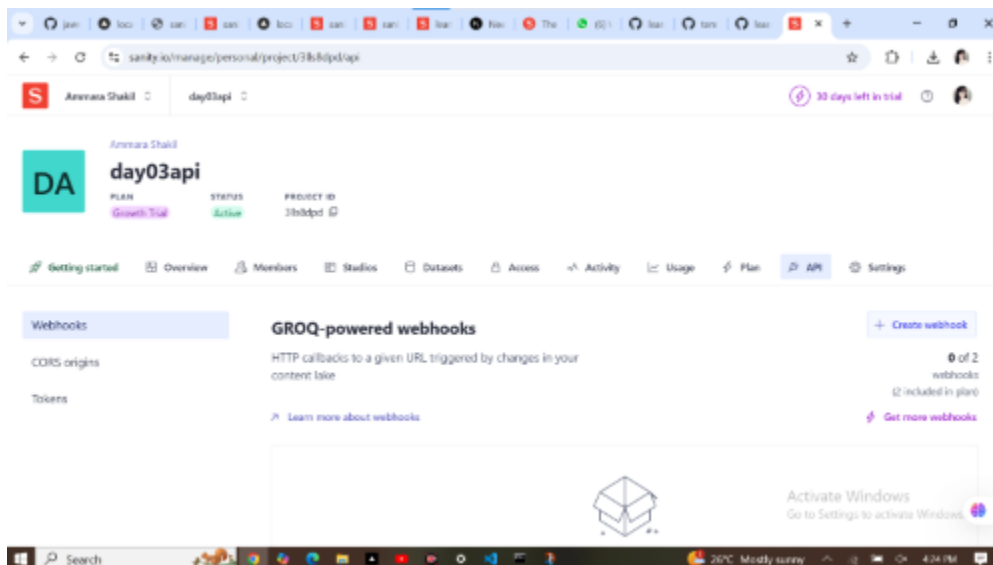 sanity.io/manage/personal/project/
S Ammara Shakil day03api 30 days left in trial
Ammara Shakil
DA day03api
PLAN STATUS PROJECT ID
Growth Trial Active
Getting started Overview Members Studios Datasets Access Activity Usage Plan API Settings
Webhooks
CORS origins
Tokens
GROQ-powered webhooks
HTTP callbacks to a given URL triggered by changes in your
content lake
Learn more about webhooks
+ Create webhook
0 of 2
webhooks
(2 included in plan)
Get more webhooks
Activate Windows
Go to Settings to activate Windows.
Search 26°C Mostly sunny 4:24 PM